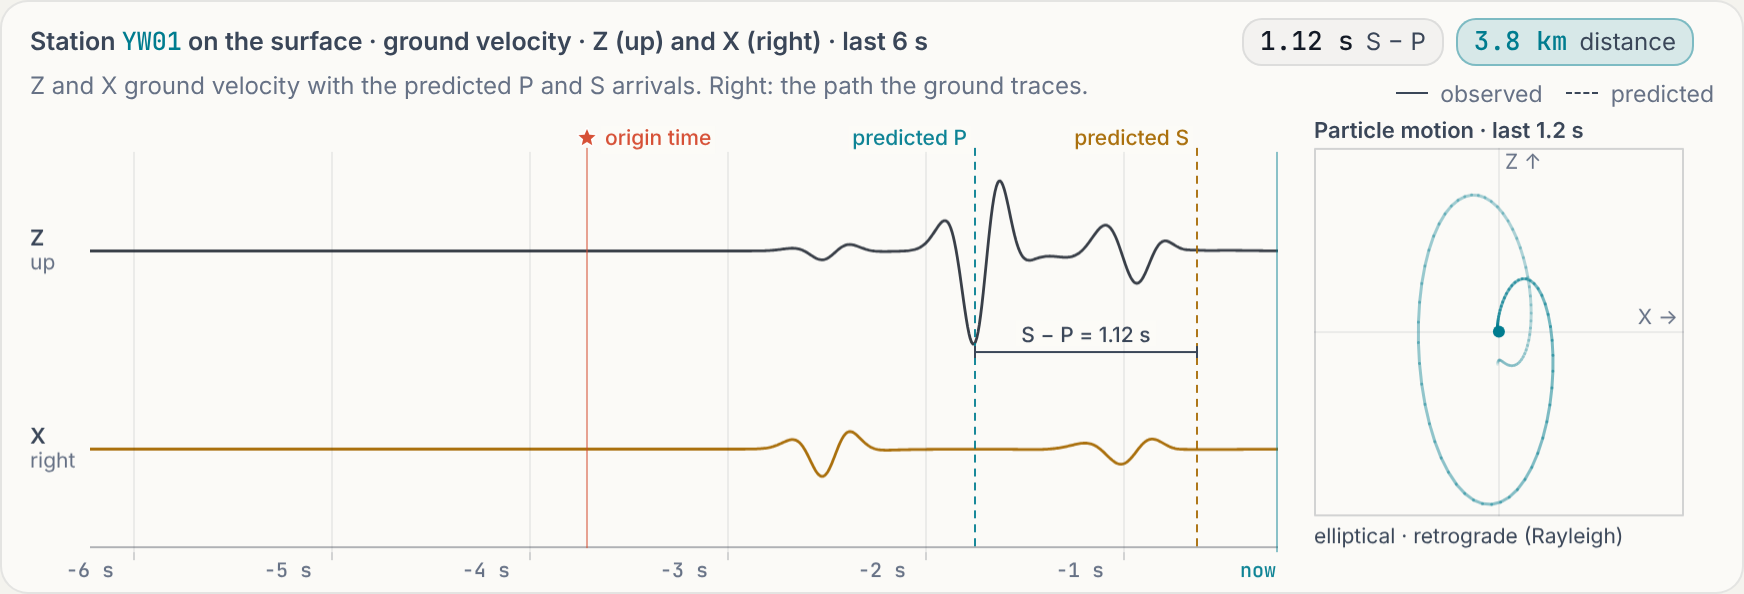 Station YW01 on the surface · ground velocity · Z (up) and X (right) · last 6 s
1.12 s S – P
3.8 km distance
Z and X ground velocity with the predicted P and S arrivals. Right: the path the ground traces.
observed
predicted
★ origin time
predicted P
predicted S
Particle motion · last 1.2 s
Z ↑
Z
up
X →
S – P = 1.12 s
X
right
elliptical · retrograde (Rayleigh)
-6 s
-5 s
-4 s
-3 s
-2 s
-1 s
now